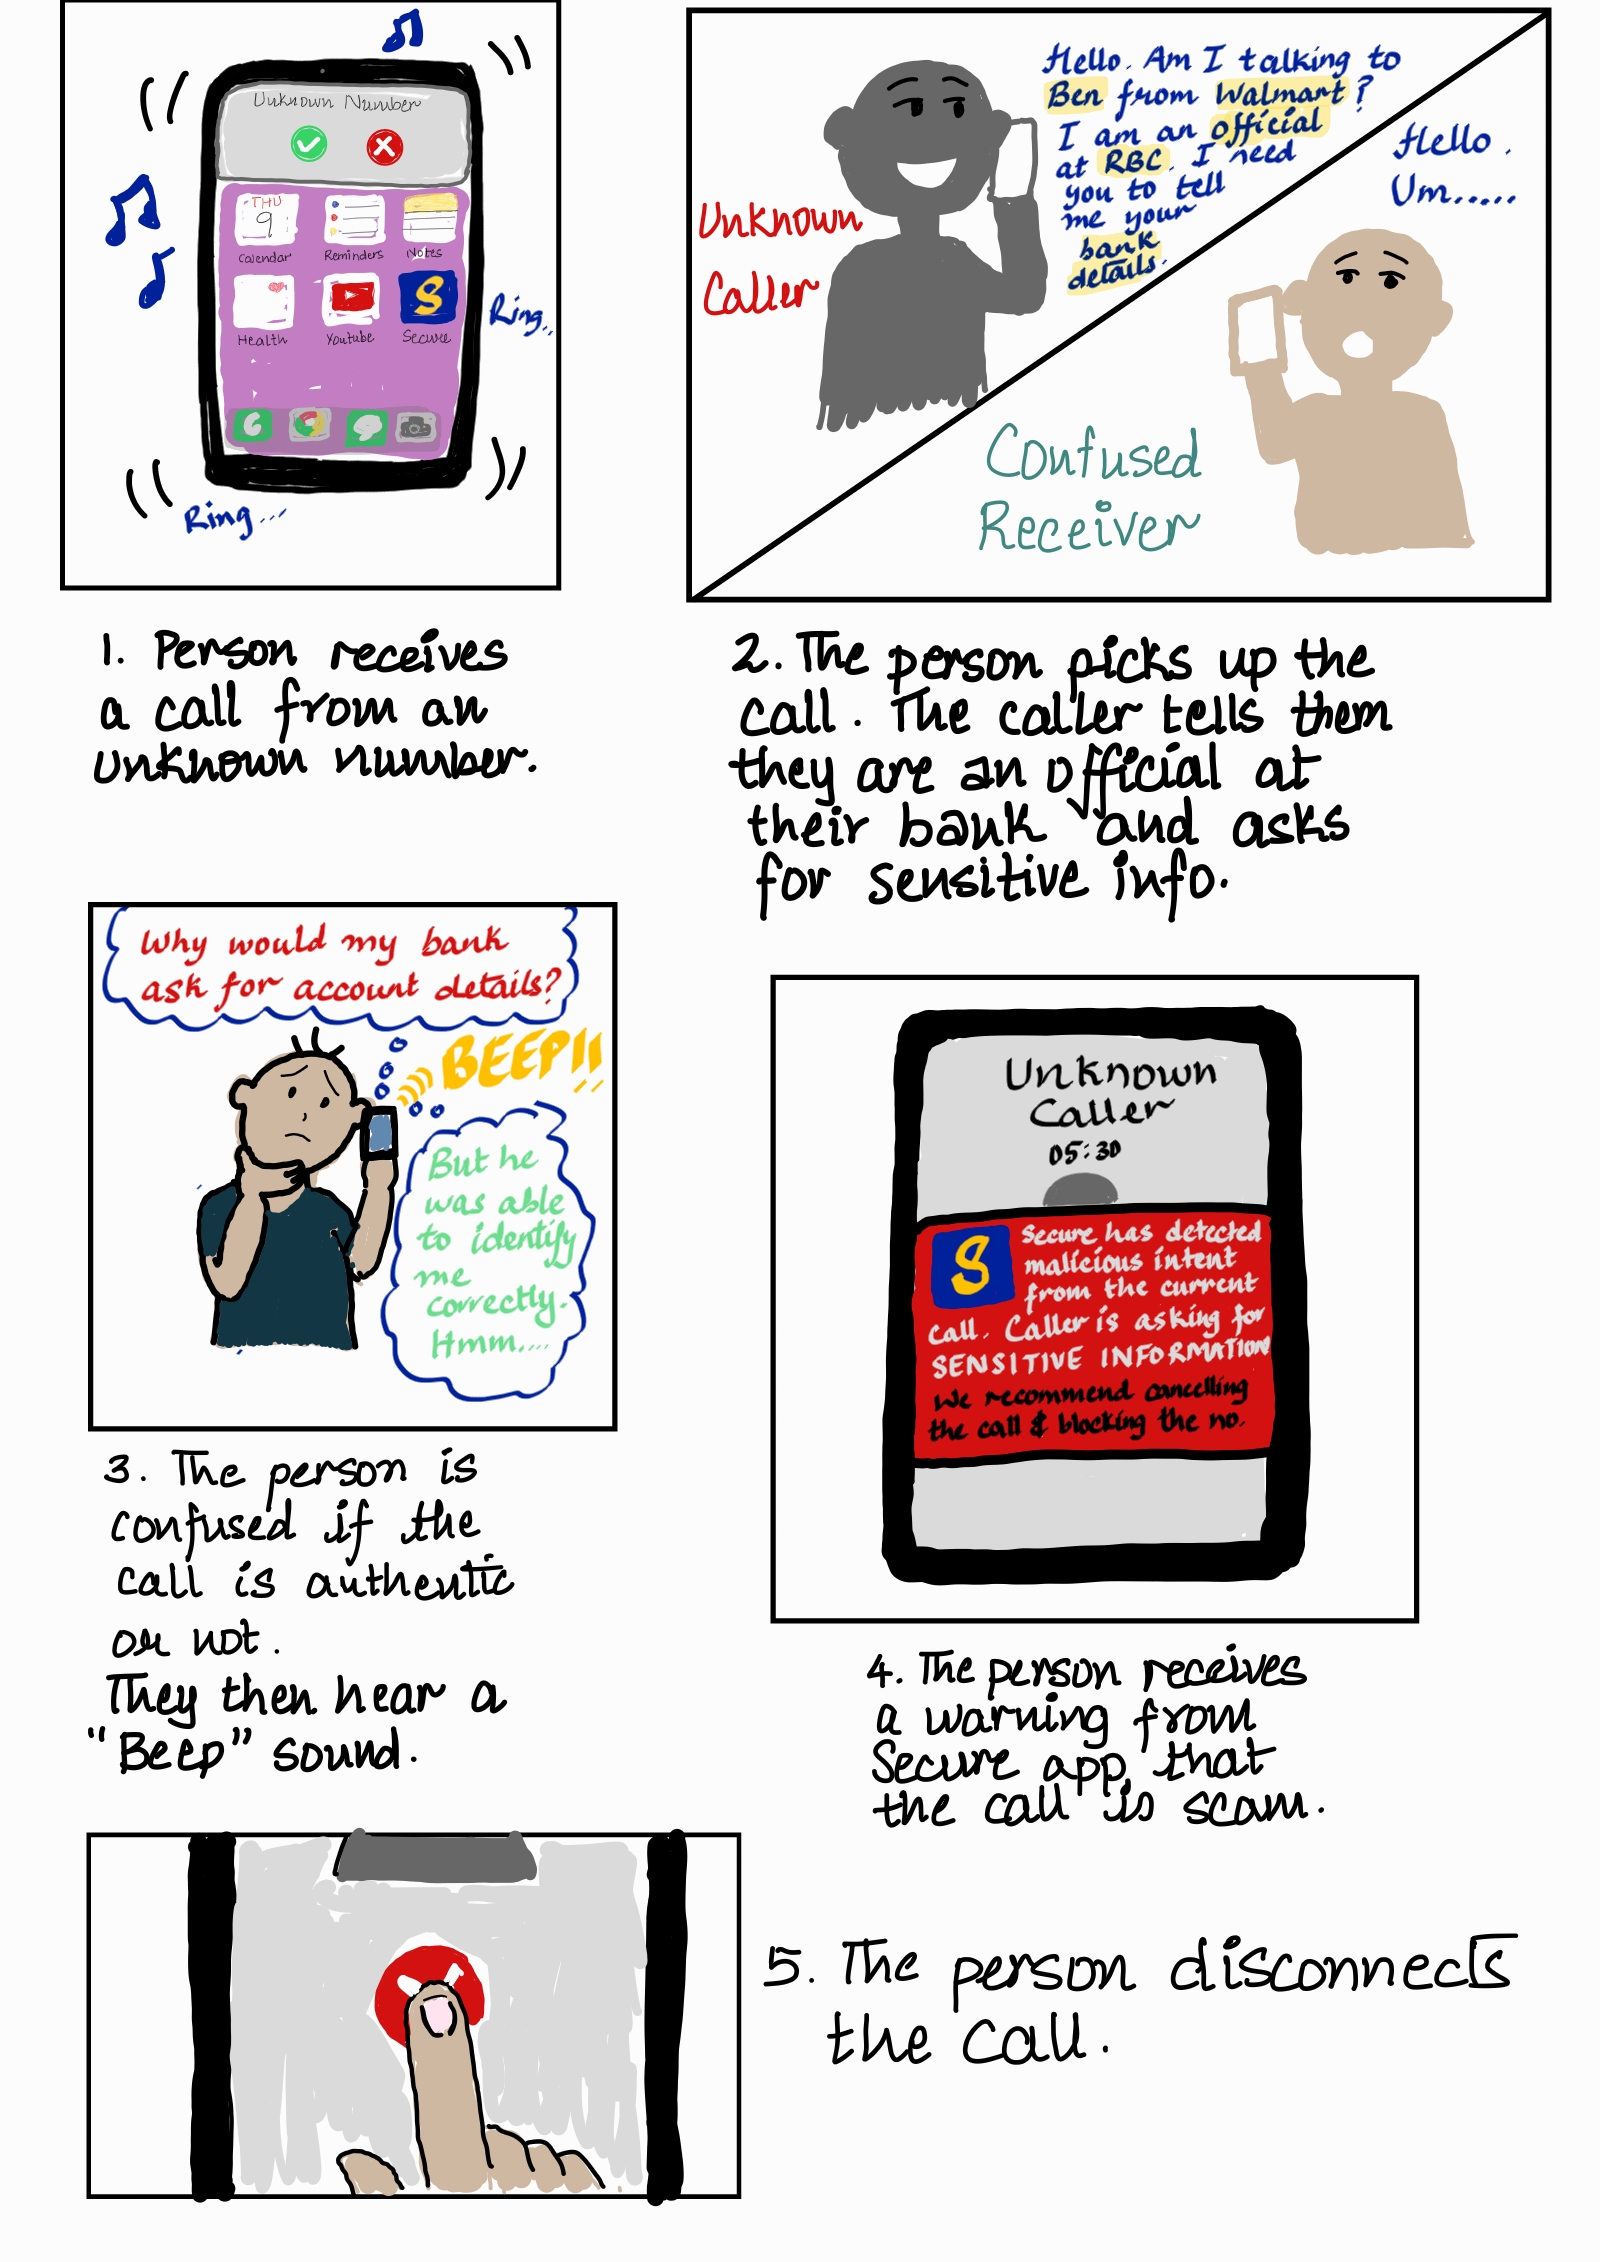 Unknown Number
THU
9
Calendar
Reminders
Notes
S
Health
Youtube
Secure
Ring...
Ring...
1. Person receives
a call from an
unknown number.
Unknown
Caller
Hello. Am I talking to
Ben from Walmart?
I am an official
at RBC. I need
you to tell
me your
bank
details.
Hello.
Um.....
Confused
Receiver
2. The person picks up the
call. The caller tells them
they are an official at
their bank and asks
for sensitive info.
Why would my bank
ask for account details?
BEEP!!
But he
was able
to identify
me
correctly.
Hmm....
3. The person is
confused if the
call is authentic
or not.
They then hear a
"Beep" sound.
Unknown
Caller
05:30
S
Secure has detected
malicious intent
from the current
call. Caller is asking for
SENSITIVE INFORMATION
We recommend cancelling
the call & blocking the no.
4. The person receives
a warning from
Secure app that
the call is scam.
5. The person disconnects
the call.